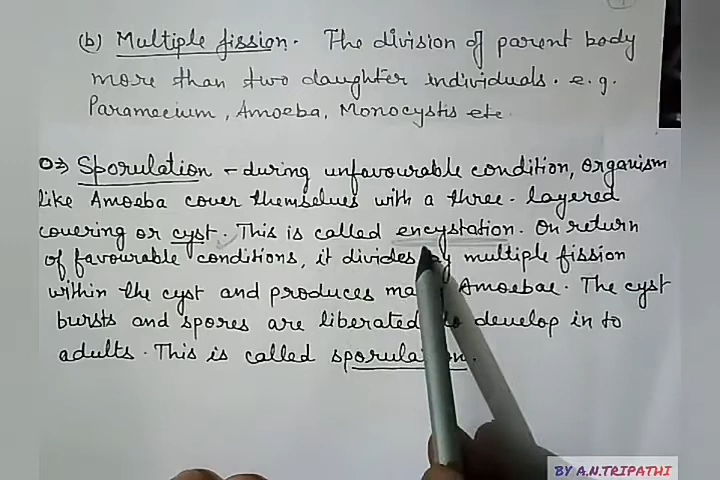 (b) Multiple fission. The division of parent body
more than two daughter individuals. e.g.
Paramecium, Amoeba, Monocystis etc.
Sporulation – during unfavourable condition, organism
like Amoeba cover themselves with a three-layered
covering or cyst. This is called encystation. On return
of favourable conditions, it divides by multiple fission
within the cyst and produces Amoebae. The cyst
bursts and spores are liberated develop in to
adults. This is called sporulation.
BY A.N.TRIPATHI